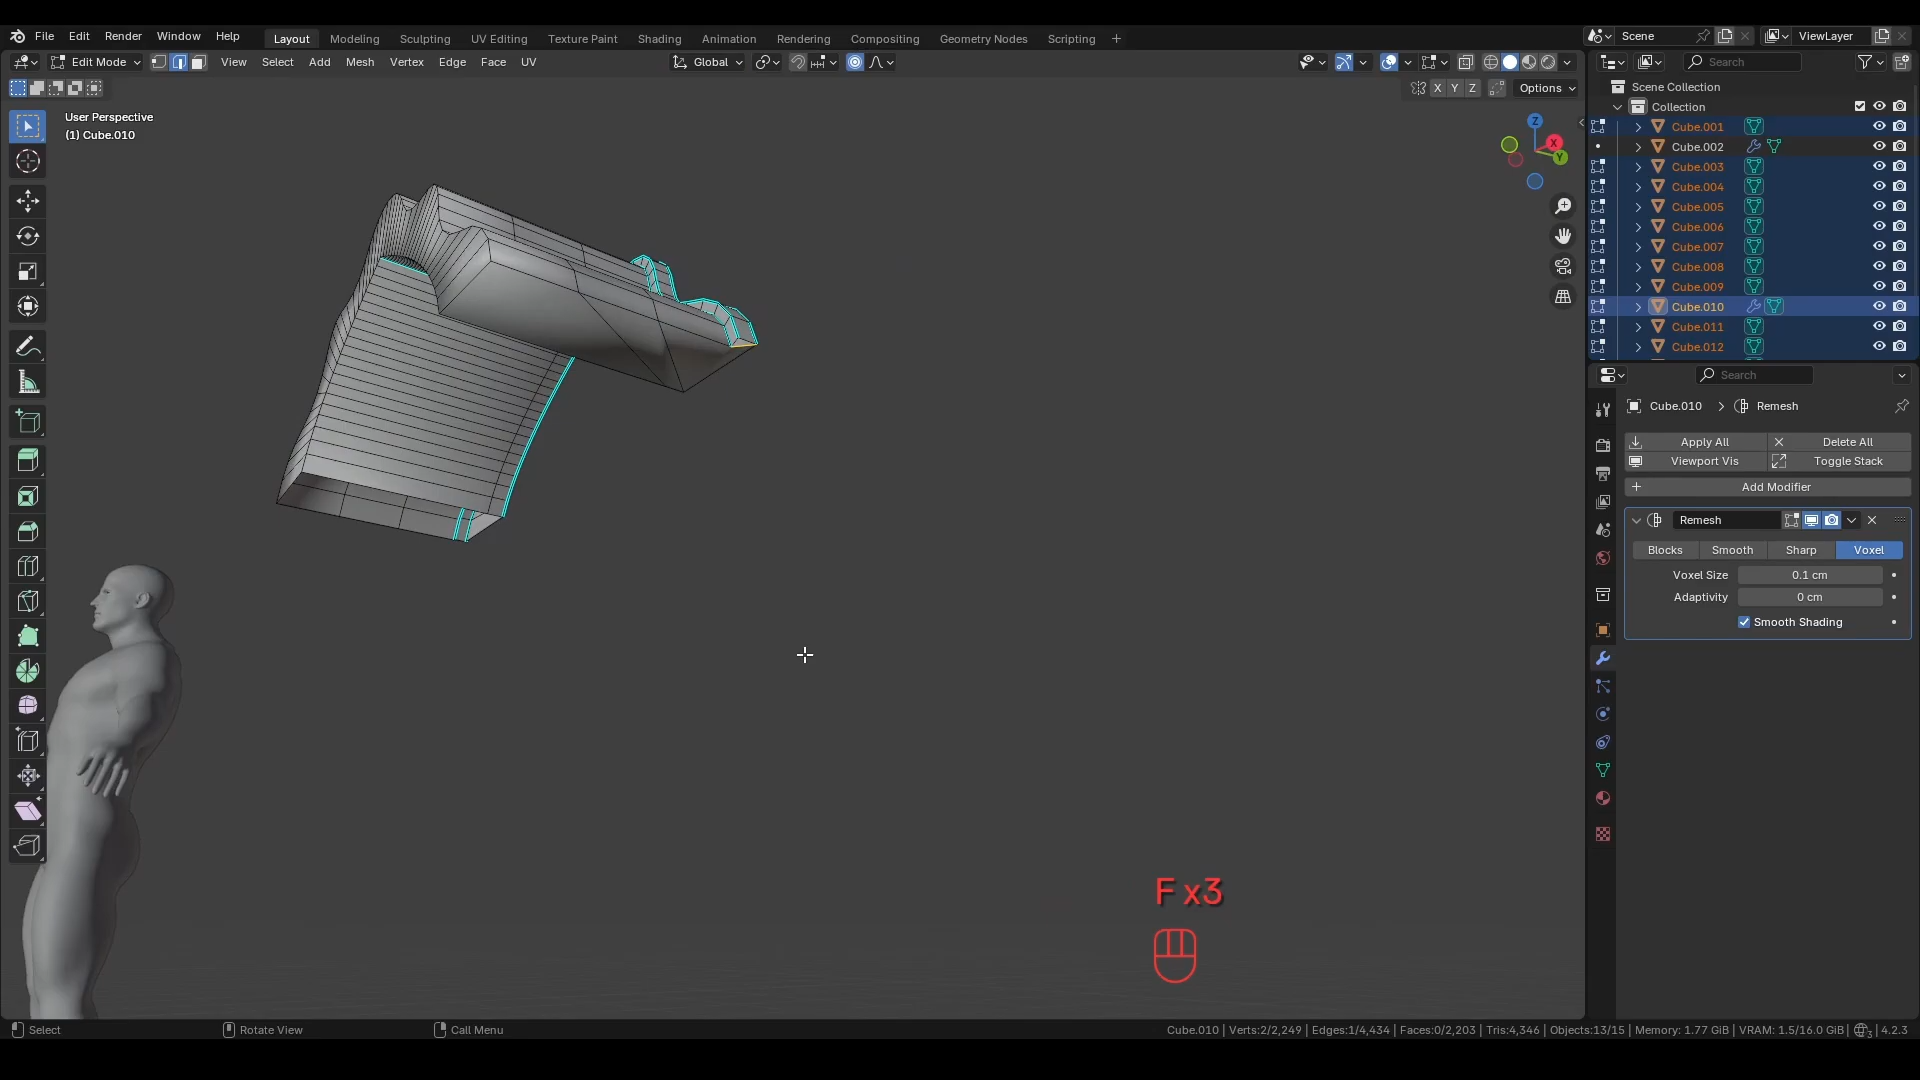 File Edit Render Window Help Layout Modeling Sculpting UV Editing Texture Paint Shading Animation Rendering Compositing Geometry Nodes Scripting + Scene ViewLayer
Edit Mode View Select Add Mesh Vertex Edge Face UV Global Search
X Y Z Options
User Perspective
(1) Cube.010
Z
X
Y
Scene Collection
Collection
Cube.001
Cube.002
Cube.003
Cube.004
Cube.005
Cube.006
Cube.007
Cube.008
Cube.009
Cube.010
Cube.011
Cube.012
Search
Cube.010 > Remesh
Apply All Delete All
Viewport Vis Toggle Stack
+ Add Modifier
Remesh
Blocks Smooth Sharp Voxel
Voxel Size 0.1 cm
Adaptivity 0 cm
Smooth Shading
F x3
Select Rotate View Call Menu Cube.010 | Verts:2/2,249 | Edges:1/4,434 | Faces:0/2,203 | Tris:4,346 | Objects:13/15 | Memory: 1.77 GiB | VRAM: 1.5/16.0 GiB | 3 | 4.2.3